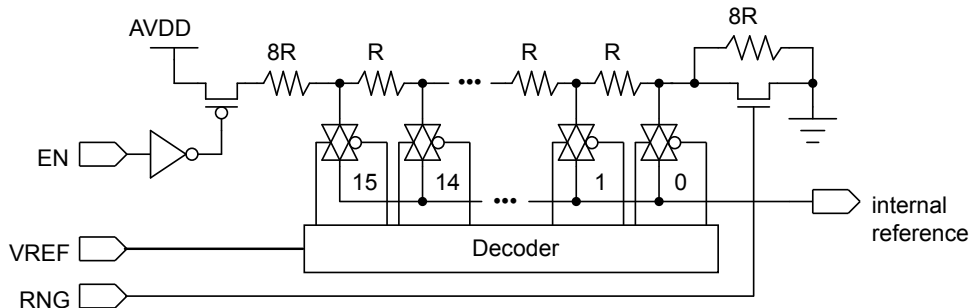 AVDD
8R
R
R
R
8R
EN
15
14
1
0
internal
reference
VREF
Decoder
RNG